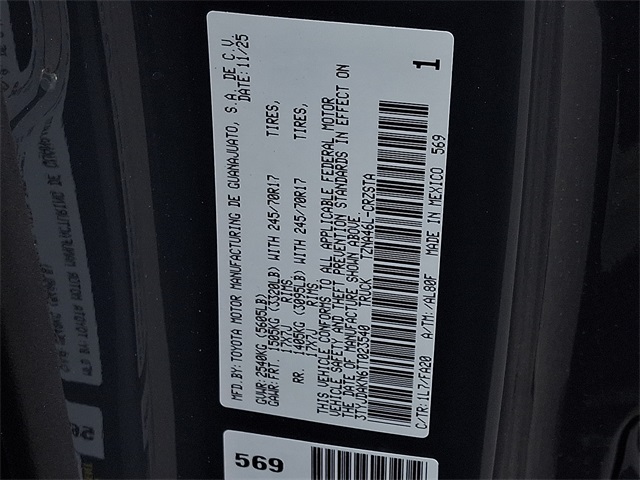 MFD.BY: TOYOTA MOTOR MANUFACTURING DE GUANAJUATO, S.A. DE C.V.
DATE: 11/25
GVWR: 2540KG (5605LB)
GAWR: FRT. 1505KG (3320LB) WITH 245/70R17 TIRES,
17X7J RIMS
RR. 1405KG (3095LB) WITH 245/70R17 TIRES,
17X7J RIMS
THIS VEHICLE CONFORMS TO ALL APPLICABLE FEDERAL MOTOR
VEHICLE SAFETY AND THEFT PREVENTION STANDARDS IN EFFECT ON
THE DATE OF MANUFACTURE SHOWN ABOVE.
TRUCK TZNA46L-CRZSTA
C/TR: 1L7/FA20 A/TM: /AL80F MADE IN MEXICO 569
1
569